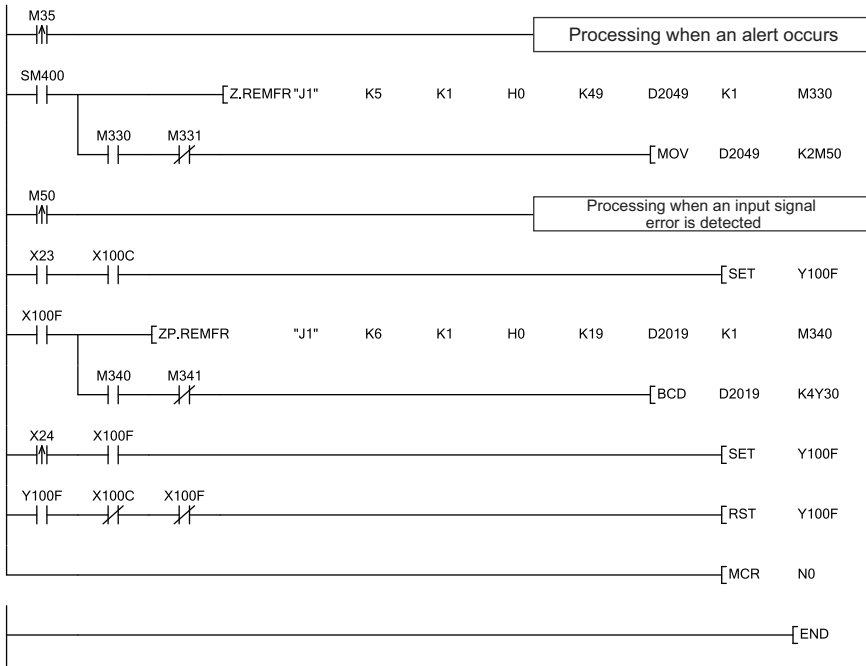 M35
Processing when an alert occurs
SM400
[Z.REMFR "J1" K5 K1 H0 K49 D2049 K1 M330
M330 M331
[MOV D2049 K2M50
M50
Processing when an input signal
error is detected
X23 X100C
[SET Y100F
X100F
[ZP.REMFR "J1" K6 K1 H0 K19 D2019 K1 M340
M340 M341
[BCD D2019 K4Y30
X24 X100F
[SET Y100F
Y100F X100C X100F
[RST Y100F
[MCR N0
[END